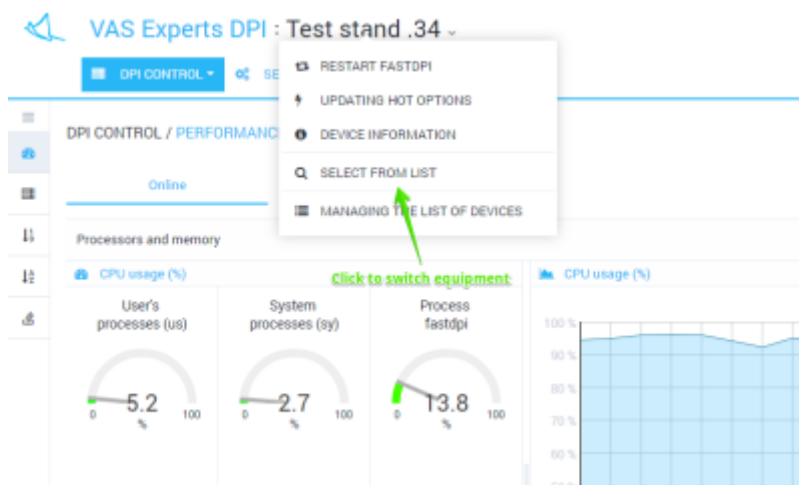 VAS Experts DPI : Test stand .34
DPI CONTROL
SE
RESTART FASTDPI
UPDATING HOT OPTIONS
DEVICE INFORMATION
SELECT FROM LIST
MANAGING THE LIST OF DEVICES
DPI CONTROL / PERFORMANC
Online
Processors and memory
CPU usage (%)
Click to switch equipment
CPU usage (%)
User's
processes (us)
System
processes (sy)
Process
fastdpi
5.2
0
100
%
2.7
0
100
%
13.8
0
100
%
100 %
90 %
80 %
70 %
60 %